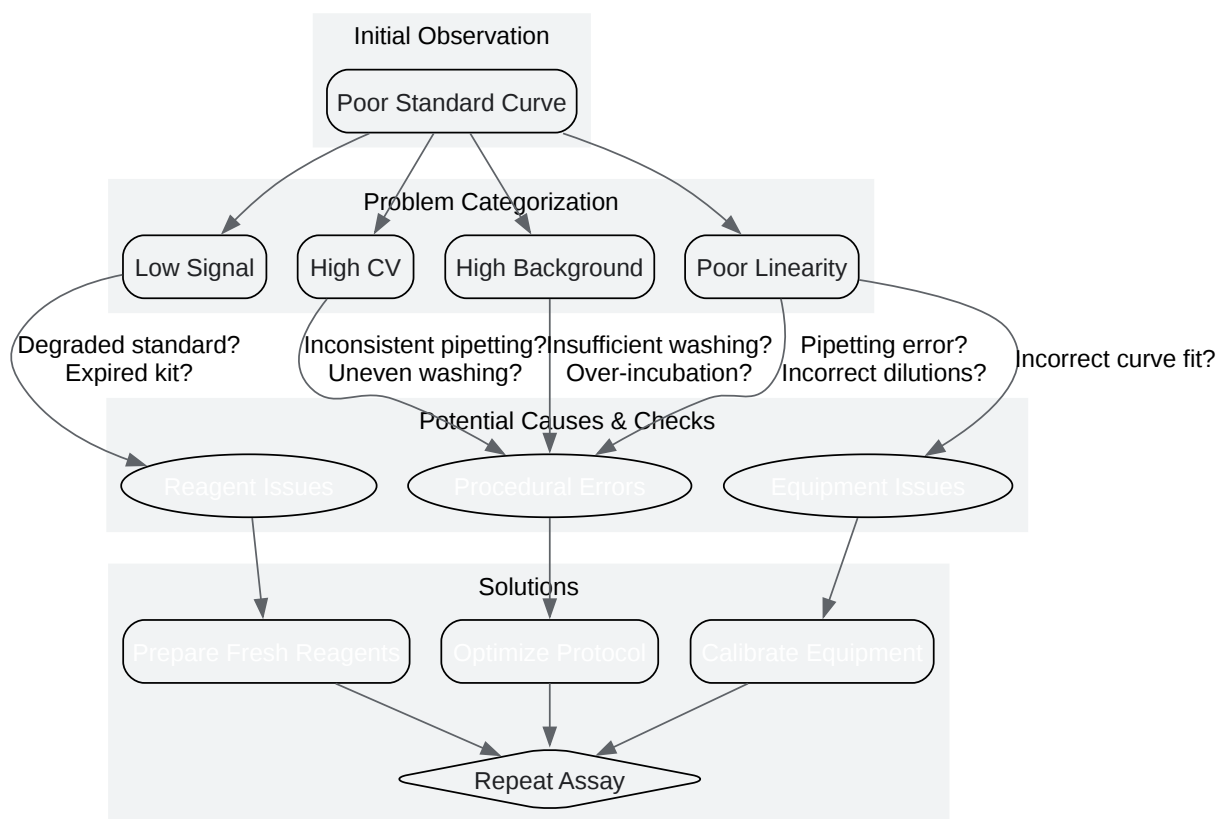 Initial Observation
Poor Standard Curve
Problem Categorization
Low Signal
High CV
High Background
Poor Linearity
Degraded standard?
Expired kit?
Inconsistent pipetting?
Uneven washing?
Insufficient washing?
Over-incubation?
Pipetting error?
Incorrect dilutions?
Incorrect curve fit?
Potential Causes & Checks
Reagent Issues
Procedural Errors
Equipment Issues
Solutions
Prepare Fresh Reagents
Optimize Protocol
Calibrate Equipment
Repeat Assay